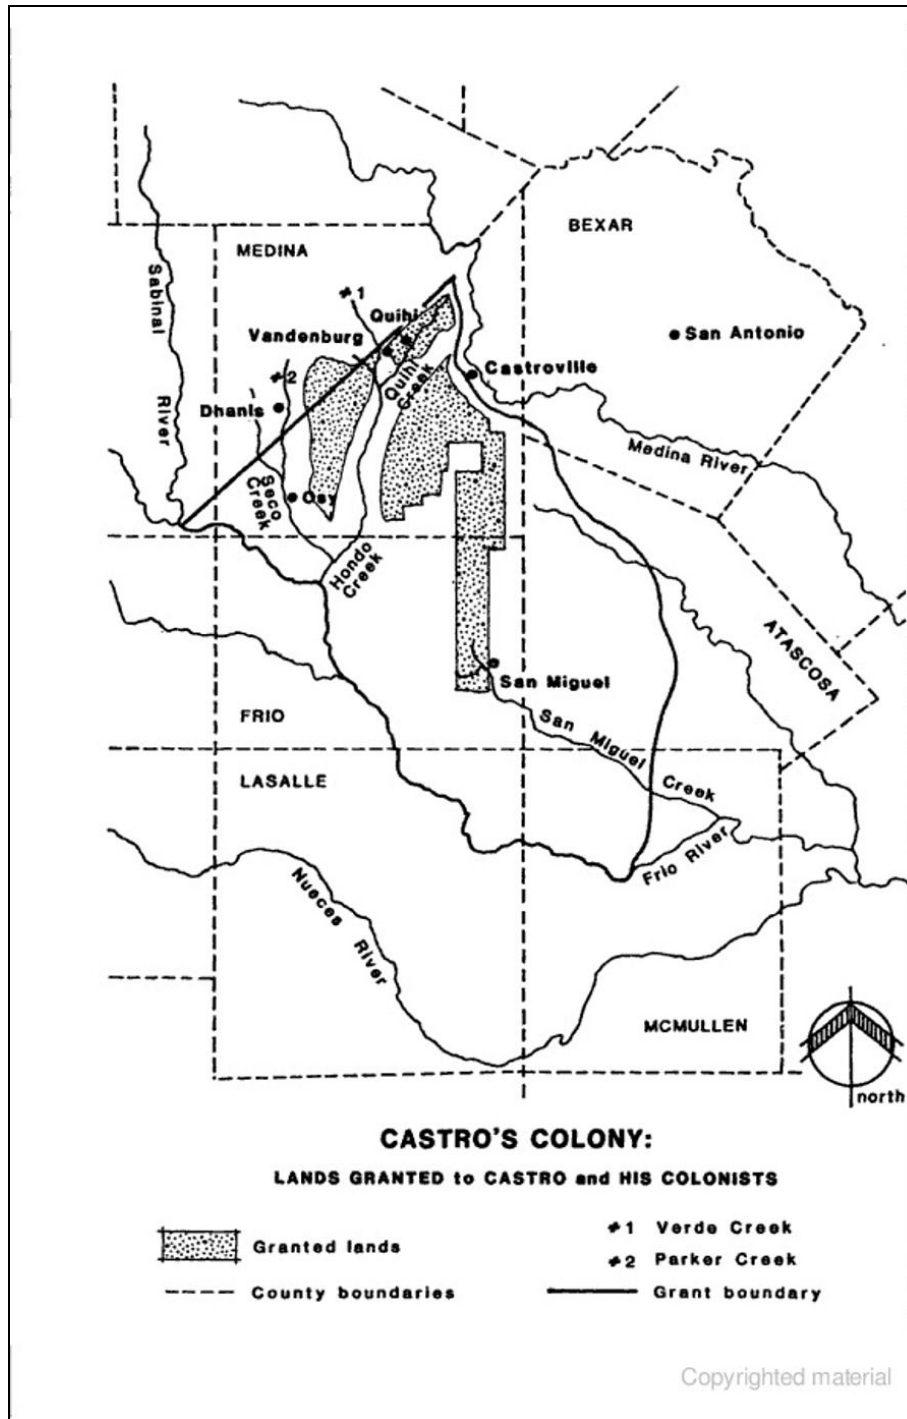 BEXAR
MEDINA
#1
Quihi
Vandenburg
San Antonio
Castroville
Quihi
Creek
#2
Dhanis
Sabinal
River
Medina River
Seco
Creek
Hondo
Creek
ATASCOSA
San Miguel
FRIO
San Miguel Creek
LASALLE
Frio River
Nueces River
MCMULLEN
north
CASTRO'S COLONY:
LANDS GRANTED to CASTRO and HIS COLONISTS
Granted lands
County boundaries
#1 Verde Creek
#2 Parker Creek
Grant boundary
Copyrighted material